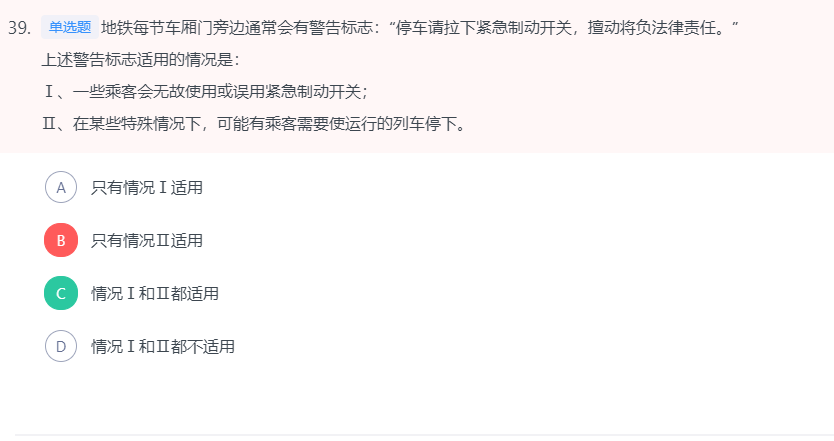 39. 单选题 地铁每节车厢门旁边通常会有警告标志：“停车请拉下紧急制动开关，擅动将负法律责任。”
上述警告标志适用的情况是：
Ⅰ、一些乘客会无故使用或误用紧急制动开关；
Ⅱ、在某些特殊情况下，可能有乘客需要使运行的列车停下。
A 只有情况Ⅰ适用
B 只有情况Ⅱ适用
C 情况Ⅰ和Ⅱ都适用
D 情况Ⅰ和Ⅱ都不适用